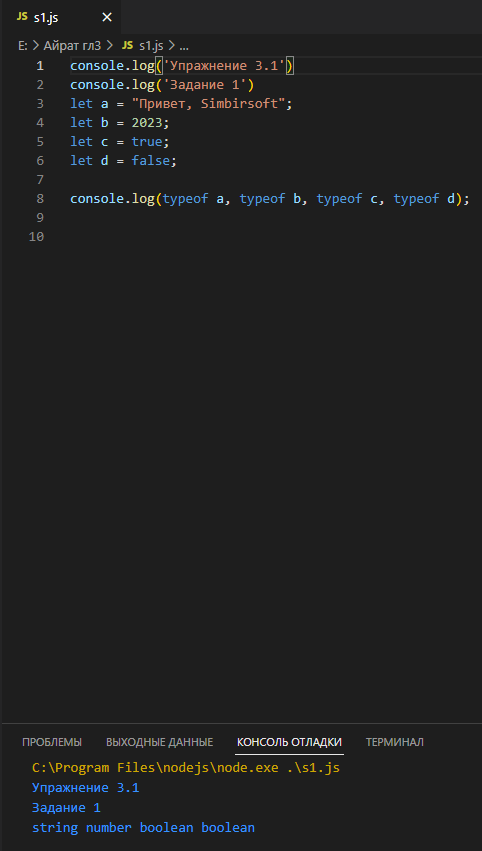 JS s1.js ×
E: > Айрат гл3 > JS s1.js > ...
1 console.log('Упражнение 3.1')
2 console.log('Задание 1')
3 let a = "Привет, Simbirsoft";
4 let b = 2023;
5 let c = true;
6 let d = false;
7
8 console.log(typeof a, typeof b, typeof c, typeof d);
9
10
ПРОБЛЕМЫ ВЫХОДНЫЕ ДАННЫЕ КОНСОЛЬ ОТЛАДКИ ТЕРМИНАЛ
C:\Program Files\nodejs\node.exe .\s1.js
Упражнение 3.1
Задание 1
string number boolean boolean